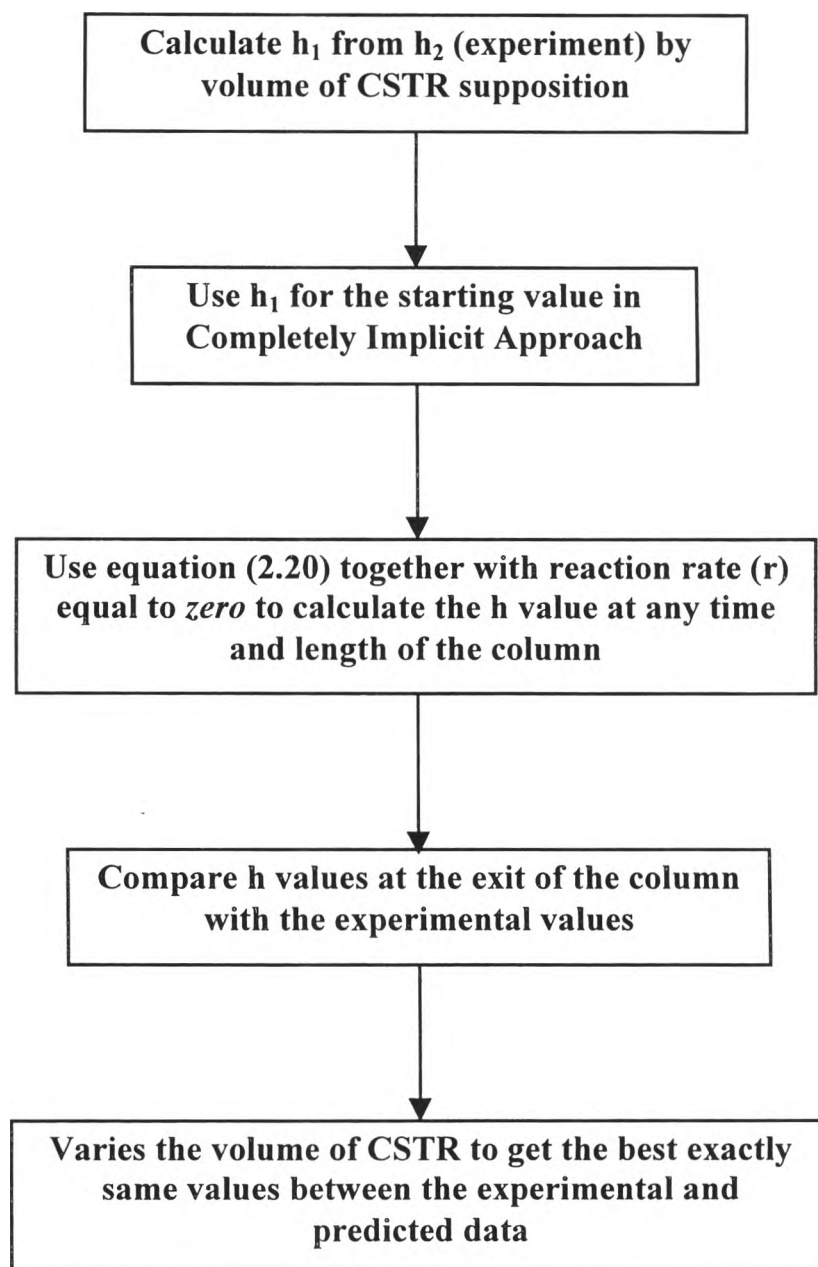 Calculate h₁ from h₂ (experiment) by
volume of CSTR supposition
Use h₁ for the starting value in
Completely Implicit Approach
Use equation (2.20) together with reaction rate (r)
equal to zero to calculate the h value at any time
and length of the column
Compare h values at the exit of the column
with the experimental values
Varies the volume of CSTR to get the best exactly
same values between the experimental and
predicted data